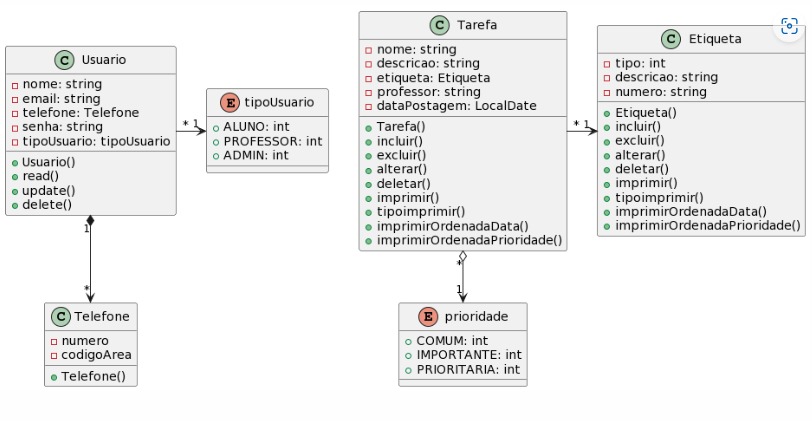 C Usuario
nome: string
email: string
telefone: Telefone
senha: string
tipoUsuario: tipoUsuario
Usuario()
read()
update()
delete()
* 1
E tipoUsuario
ALUNO: int
PROFESSOR: int
ADMIN: int
1
*
C Telefone
numero
codigoArea
Telefone()
C Tarefa
nome: string
descricao: string
etiqueta: Etiqueta
professor: string
dataPostagem: LocalDate
Tarefa()
incluir()
excluir()
alterar()
deletar()
imprimir()
tipoimprimir()
imprimirOrdenadaData()
imprimirOrdenadaPrioridade()
* 1
C Etiqueta
tipo: int
descricao: string
numero: string
Etiqueta()
incluir()
excluir()
alterar()
deletar()
imprimir()
tipoimprimir()
imprimirOrdenadaData()
imprimirOrdenadaPrioridade()
*
1
E prioridade
COMUM: int
IMPORTANTE: int
PRIORITARIA: int